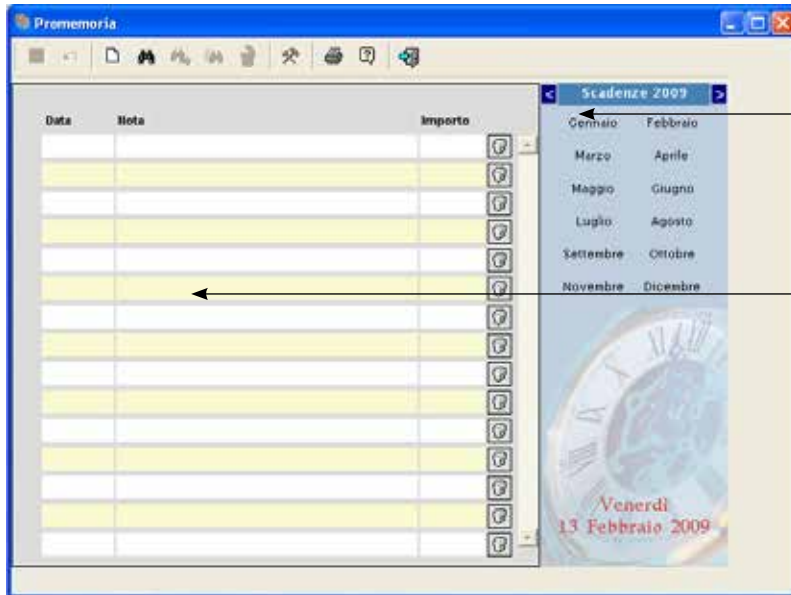 Promemoria
< Scadenze 2009 >
Data Nota Importo
Gennaio Febbraio
Marzo Aprile
Maggio Giugno
Luglio Agosto
Settembre Ottobre
Novembre Dicembre
Venerdì
13 Febbraio 2009